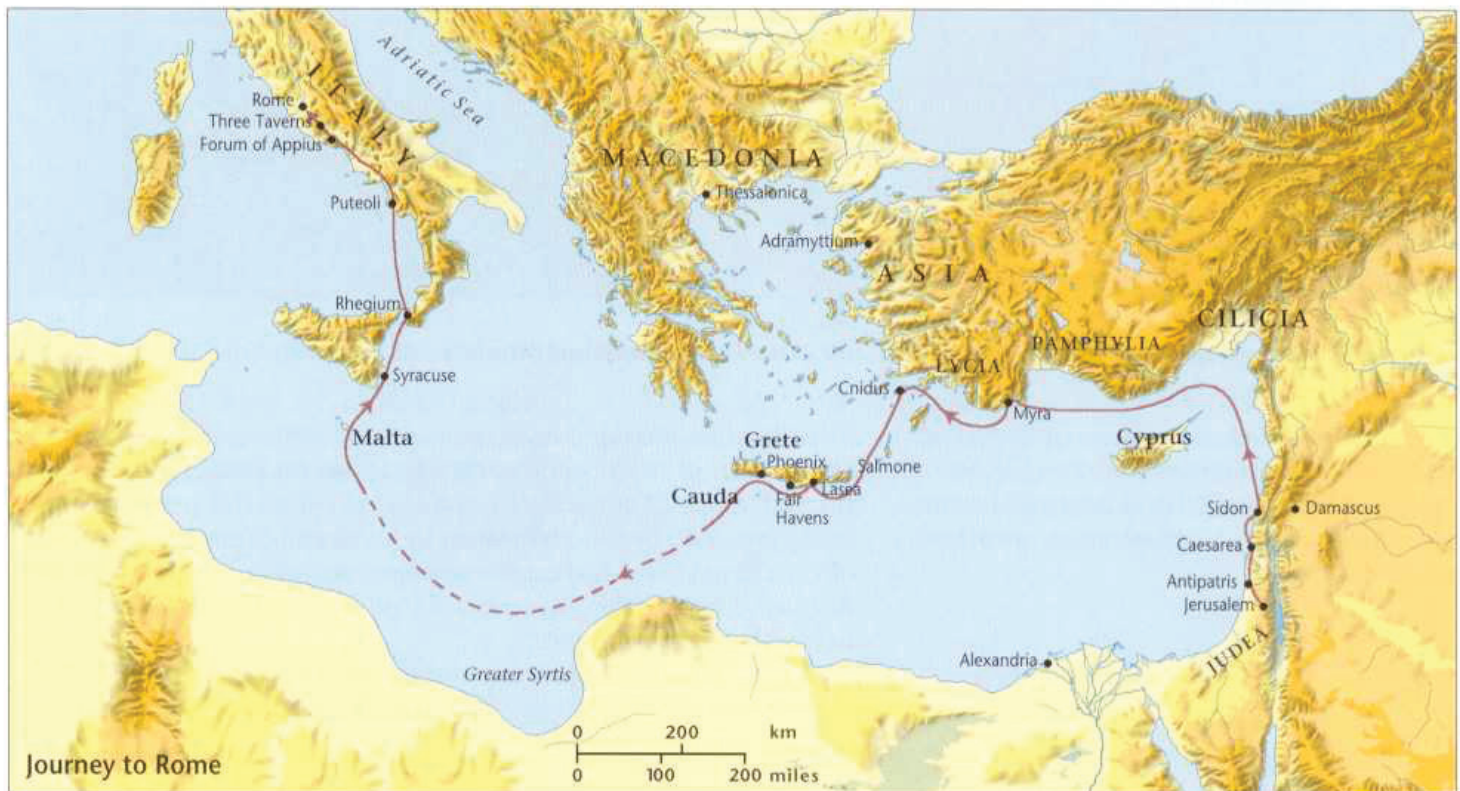 Adriatic Sea
ITALY
Rome
Three Taverns
Forum of Appius
MACEDONIA
Thessalonica
Puteoli
Adramyttium
ASIA
Rhegium
CILICIA
PAMPHYLIA
LYCIA
Syracuse
Cnidus
Myra
Malta
Grete
Cyprus
Phoenix
Salmone
Lasea
Cauda
Fair
Havens
Sidon
Damascus
Caesarea
Antipatris
Jerusalem
JUDEA
Alexandria
Greater Syrtis
0 200 km
0 100 200 miles
Journey to Rome